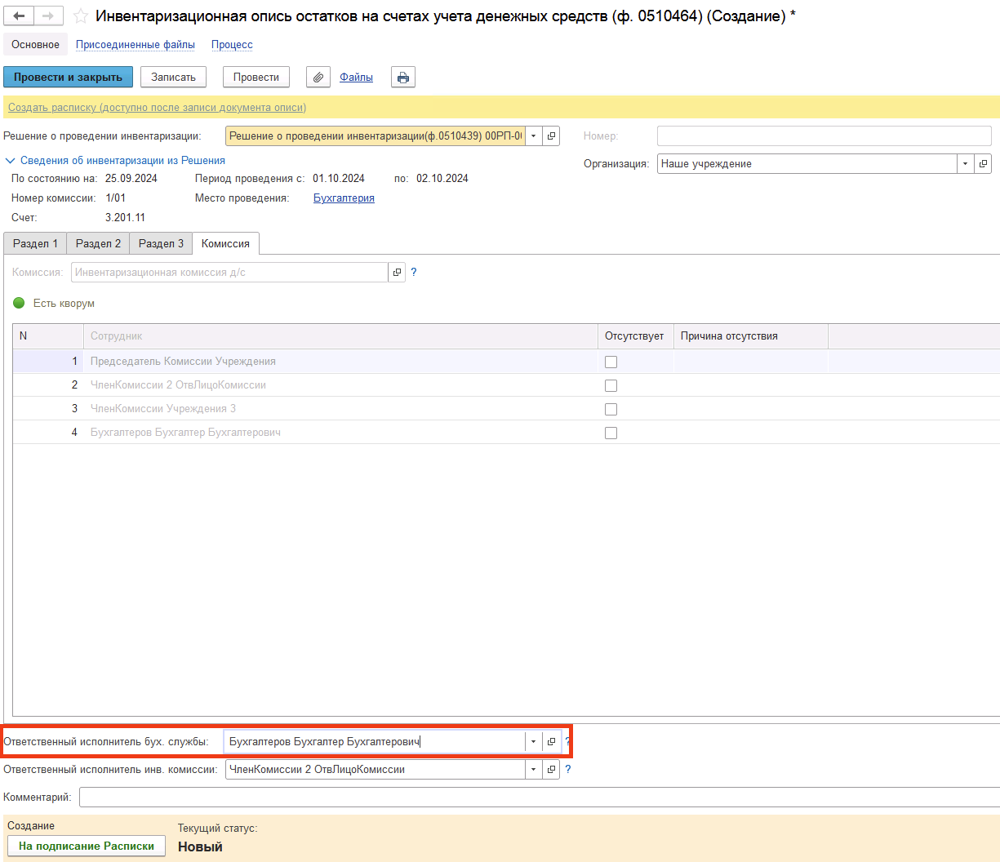 Инвентаризационная опись остатков на счетах учета денежных средств (ф. 0510464) (Создание) *
Основное Присоединенные файлы Процесс
Провести и закрыть Записать Провести Файлы
Создать расписку (доступно после записи документа описи)
Решение о проведении инвентаризации: Решение о проведении инвентаризации(ф.0510439) 00РП-0 Номер:
Сведения об инвентаризации из Решения
Организация: Наше учреждение
По состоянию на: 25.09.2024 Период проведения с: 01.10.2024 по: 02.10.2024
Номер комиссии: 1/01 Место проведения: Бухгалтерия
Счет: 3.201.11
Раздел 1 Раздел 2 Раздел 3 Комиссия
Комиссия: Инвентаризационная комиссия д/с ?
Есть кворум
N Сотрудник Отсутствует Причина отсутствия
1 Председатель Комиссии Учреждения
2 ЧленКомиссии 2 ОтвЛицоКомиссии
3 ЧленКомиссии Учреждения 3
4 Бухгалтеров Бухгалтер Бухгалтерович
Ответственный исполнитель бух. службы: Бухгалтеров Бухгалтер Бухгалтерович ?
Ответственный исполнитель инв. комиссии: ЧленКомиссии 2 ОтвЛицоКомиссии ?
Комментарий:
Создание Текущий статус:
На подписание Расписки Новый